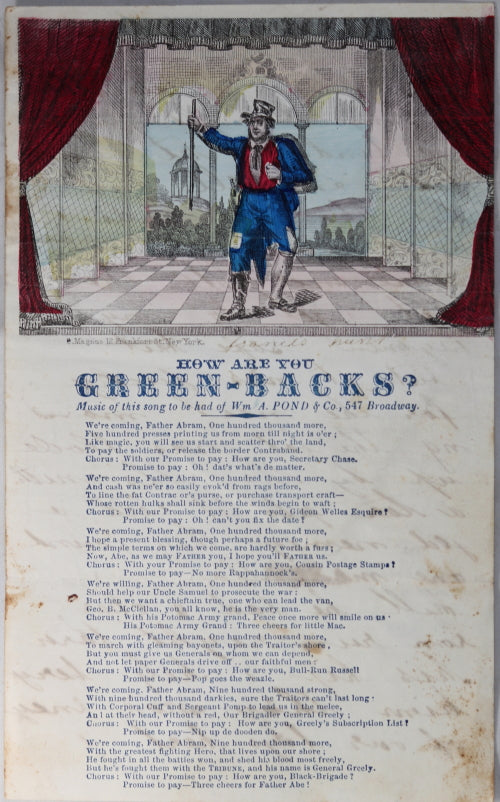 C. Magnus 12 Frankfort St. New York.
HOW ARE YOU
GREEN-BACKS?
Music of this song to be had of Wm A. POND & Co., 547 Broadway.
We're coming, Father Abram, One hundred thousand more,
Five hundred presses printing us from morn till night is o'er ;
Like magic, you will see us start and scatter thro' the land,
To pay the soldiers, or release the border Contraband.
Chorus : With our Promise to pay : How are you, Secretary Chase.
Promise to pay : Oh ! dat's what's de matter.
We're coming, Father Abram, One hundred thousand more,
And cash was ne'er so easily evok'd from rags before,
To line the fat Contrac or's purse, or purchase transport craft—
Whose rotten hulks shall sink before the winds begin to waft ;
Chorus : With our Promise to pay : How are you, Gideon Welles Esquire ?
Promise to pay : Oh ! can't you fix the date ?
We're coming, Father Abram, One hundred thousand more,
I hope a present blessing, though perhaps a future foe ;
The simple terms on which we come, are hardly worth a furs ;
Now, Abe, as we may FATHER you, I hope you'll FATHER us.
Chorus : With your Promise to pay : How are you, Cousin Postage Stamps ?
Promise to pay—No more Rappahannock's.
We're willing, Father Abram, One hundred thousand more,
Should help our Uncle Samuel to prosecute the war :
But then we want a chieftain true, one who can lead the van,
Geo. B. McClellan, you all know, he is the very man.
Chorus : With his Potomac Army grand, Peace once more will smile on us
His Potomac Army Grand : Three cheers for little Mac.
We're coming, Father Abram, One hundred thousand more,
To march with gleaming bayonets, upon the Traitor's shore ,
But you must give us Generals on whom we can depend,
And not let paper Generals drive off . . our faithful men :
Chorus : With our Promise to pay : How are you, Bull-Run Russell
Promise to pay—Pop goes the weazle.
We're coming, Father Abram, Nine hundred thousand strong,
With nine hundred thousand darkies, sure the Traitors can't last long
With Corporal Cuff and Sergeant Pomp to lead us in the melee,
An l at their head, without a red, Our Brigadier General Greely ;
Chorus : With our Promise to pay : How are you, Greely's Subscription List ?
Promise to pay—Nip up de dooden do.
We're coming, Father Abram, Nine hundred thousand more,
With the greatest fighting Hero, that lives upon our shore ;
He fought in all the battles won, and shed his blood most freely,
But he's fought them with the TRIBUNE, and his name is General Greely.
Chorus : With our Promise to pay : How are you, Black-Brigade ?
Promise to pay—Three cheers for Father Abe !